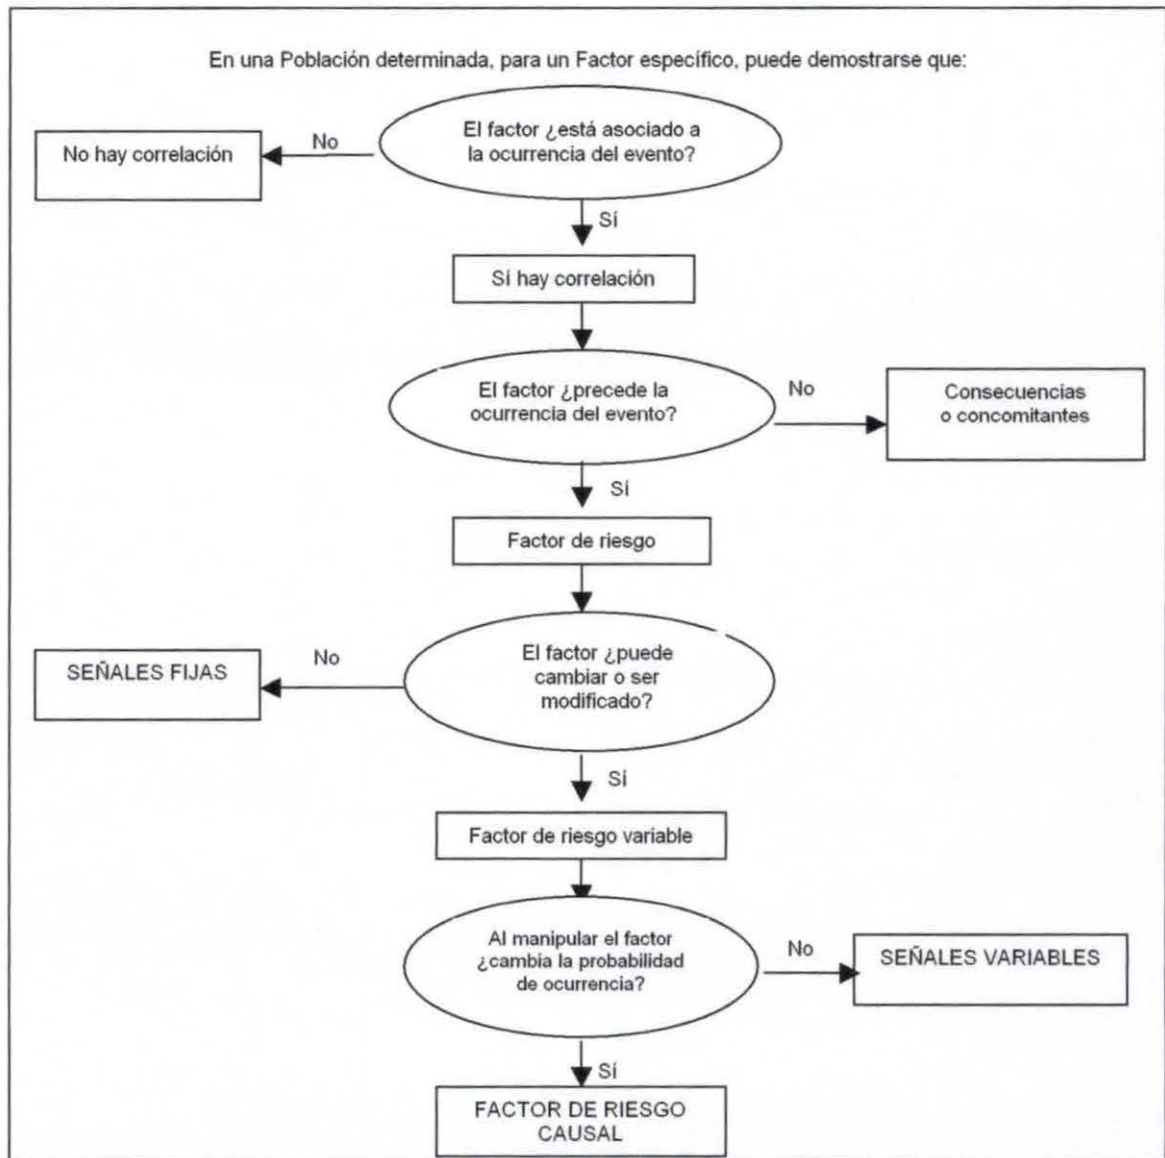 En una Población determinada, para un Factor específico, puede demostrarse que:
El factor ¿está asociado a
la ocurrencia del evento?
No
No hay correlación
Sí
Sí hay correlación
El factor ¿precede la
ocurrencia del evento?
No
Consecuencias
o concomitantes
Sí
Factor de riesgo
El factor ¿puede
cambiar o ser
modificado?
No
SEÑALES FIJAS
Sí
Factor de riesgo variable
Al manipular el factor
¿cambia la probabilidad
de ocurrencia?
No
SEÑALES VARIABLES
Sí
FACTOR DE RIESGO
CAUSAL